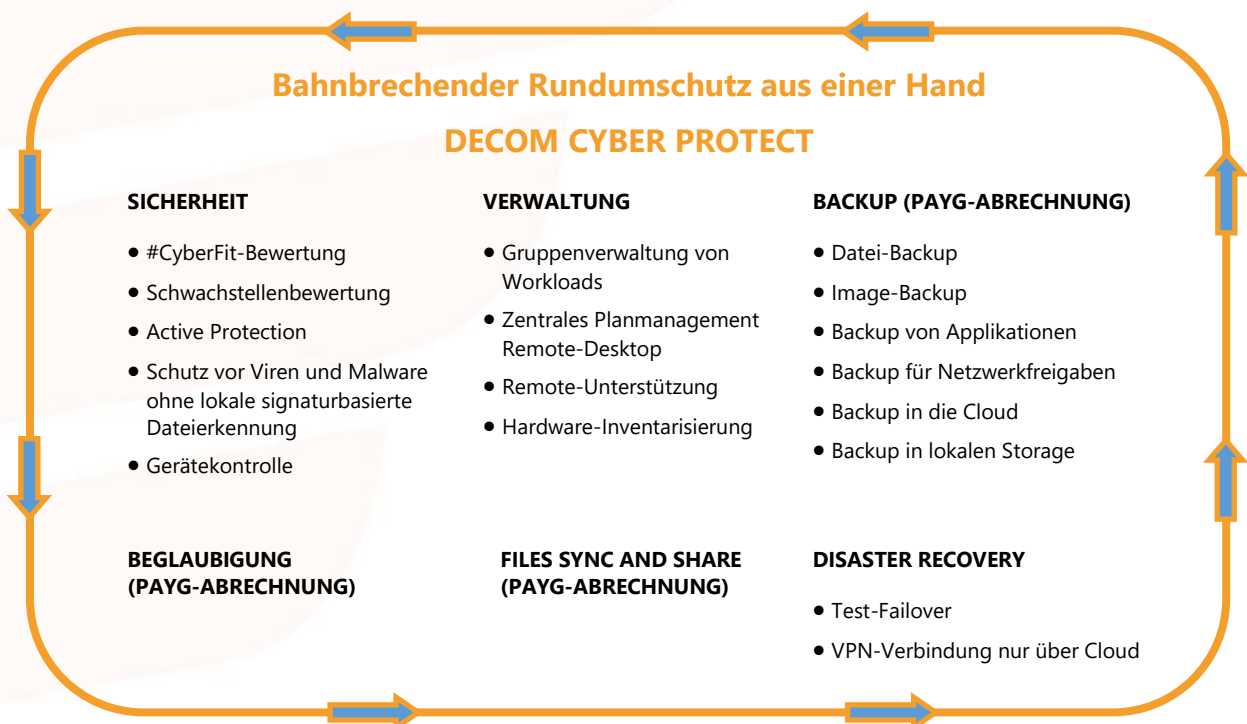 Bahnbrechender Rundumschutz aus einer Hand
DECOM CYBER PROTECT
SICHERHEIT
• #CyberFit-Bewertung
• Schwachstellenbewertung
• Active Protection
• Schutz vor Viren und Malware
ohne lokale signaturbasierte
Dateierkennung
• Gerätekontrolle
VERWALTUNG
• Gruppenverwaltung von
Workloads
• Zentrales Planmanagement
Remote-Desktop
• Remote-Unterstützung
• Hardware-Inventarisierung
BACKUP (PAYG-ABRECHNUNG)
• Datei-Backup
• Image-Backup
• Backup von Applikationen
• Backup für Netzwerkfreigaben
• Backup in die Cloud
• Backup in lokalen Storage
BEGLAUBIGUNG
(PAYG-ABRECHNUNG)
FILES SYNC AND SHARE
(PAYG-ABRECHNUNG)
DISASTER RECOVERY
• Test-Failover
• VPN-Verbindung nur über Cloud